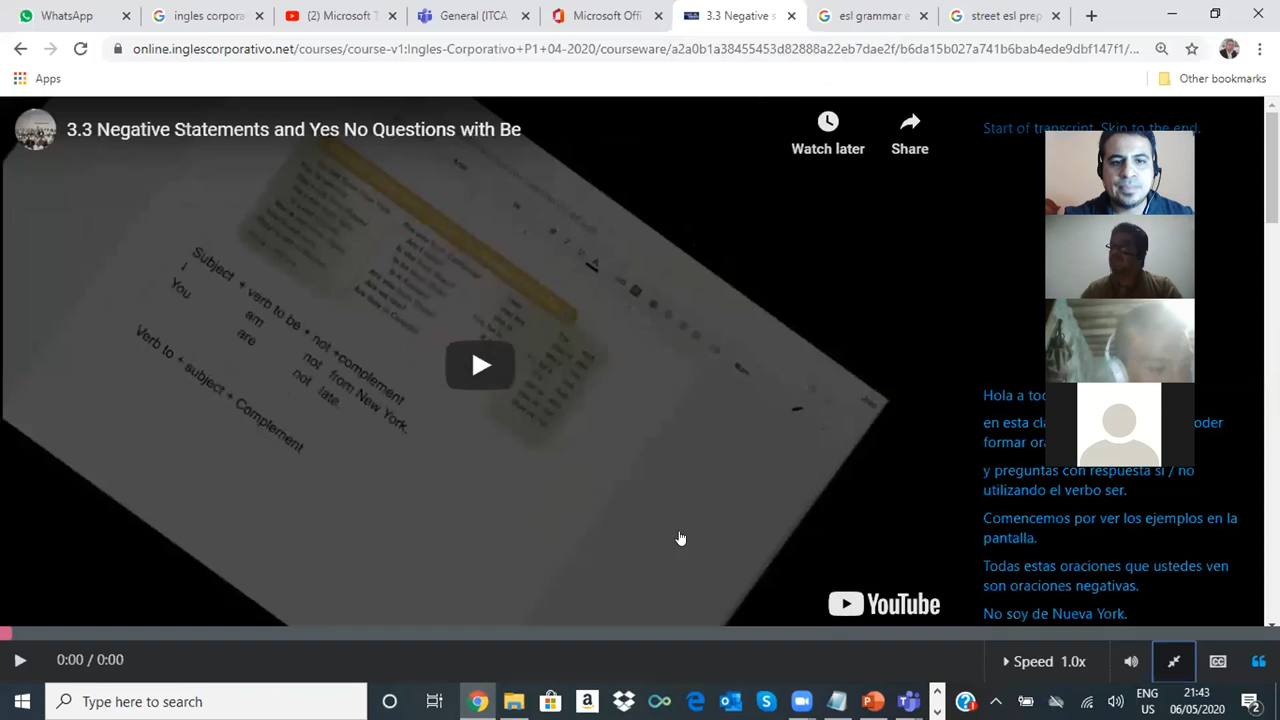 WhatsApp
ingles corpora
(2) Microsoft T
General (ITCA
Microsoft Offi
3.3 Negative s
esl grammar e
street esl prep
online.inglescorporativo.net/courses/course-v1:Ingles-Corporativo+P1+04-2020/courseware/a2a0b1a38455453d82888a22eb7dae2f/b6da15b027a741b6bab4ede9dbf147f1/...
Apps
Other bookmarks
3.3 Negative Statements and Yes No Questions with Be
Watch later
Share
Start of transcript. Skip to the end.
Subject + verb to be + not +complement
i am not from New York.
You are not late.
Verb to + subject + Complement
Hola a to
en esta cla oder
formar or
y preguntas con respuesta si / no
utilizando el verbo ser.
Comencemos por ver los ejemplos en la
pantalla.
Todas estas oraciones que ustedes ven
son oraciones negativas.
No soy de Nueva York.
YouTube
0:00 / 0:00
Speed 1.0x
Type here to search
ENG
US
21:43
06/05/2020
2